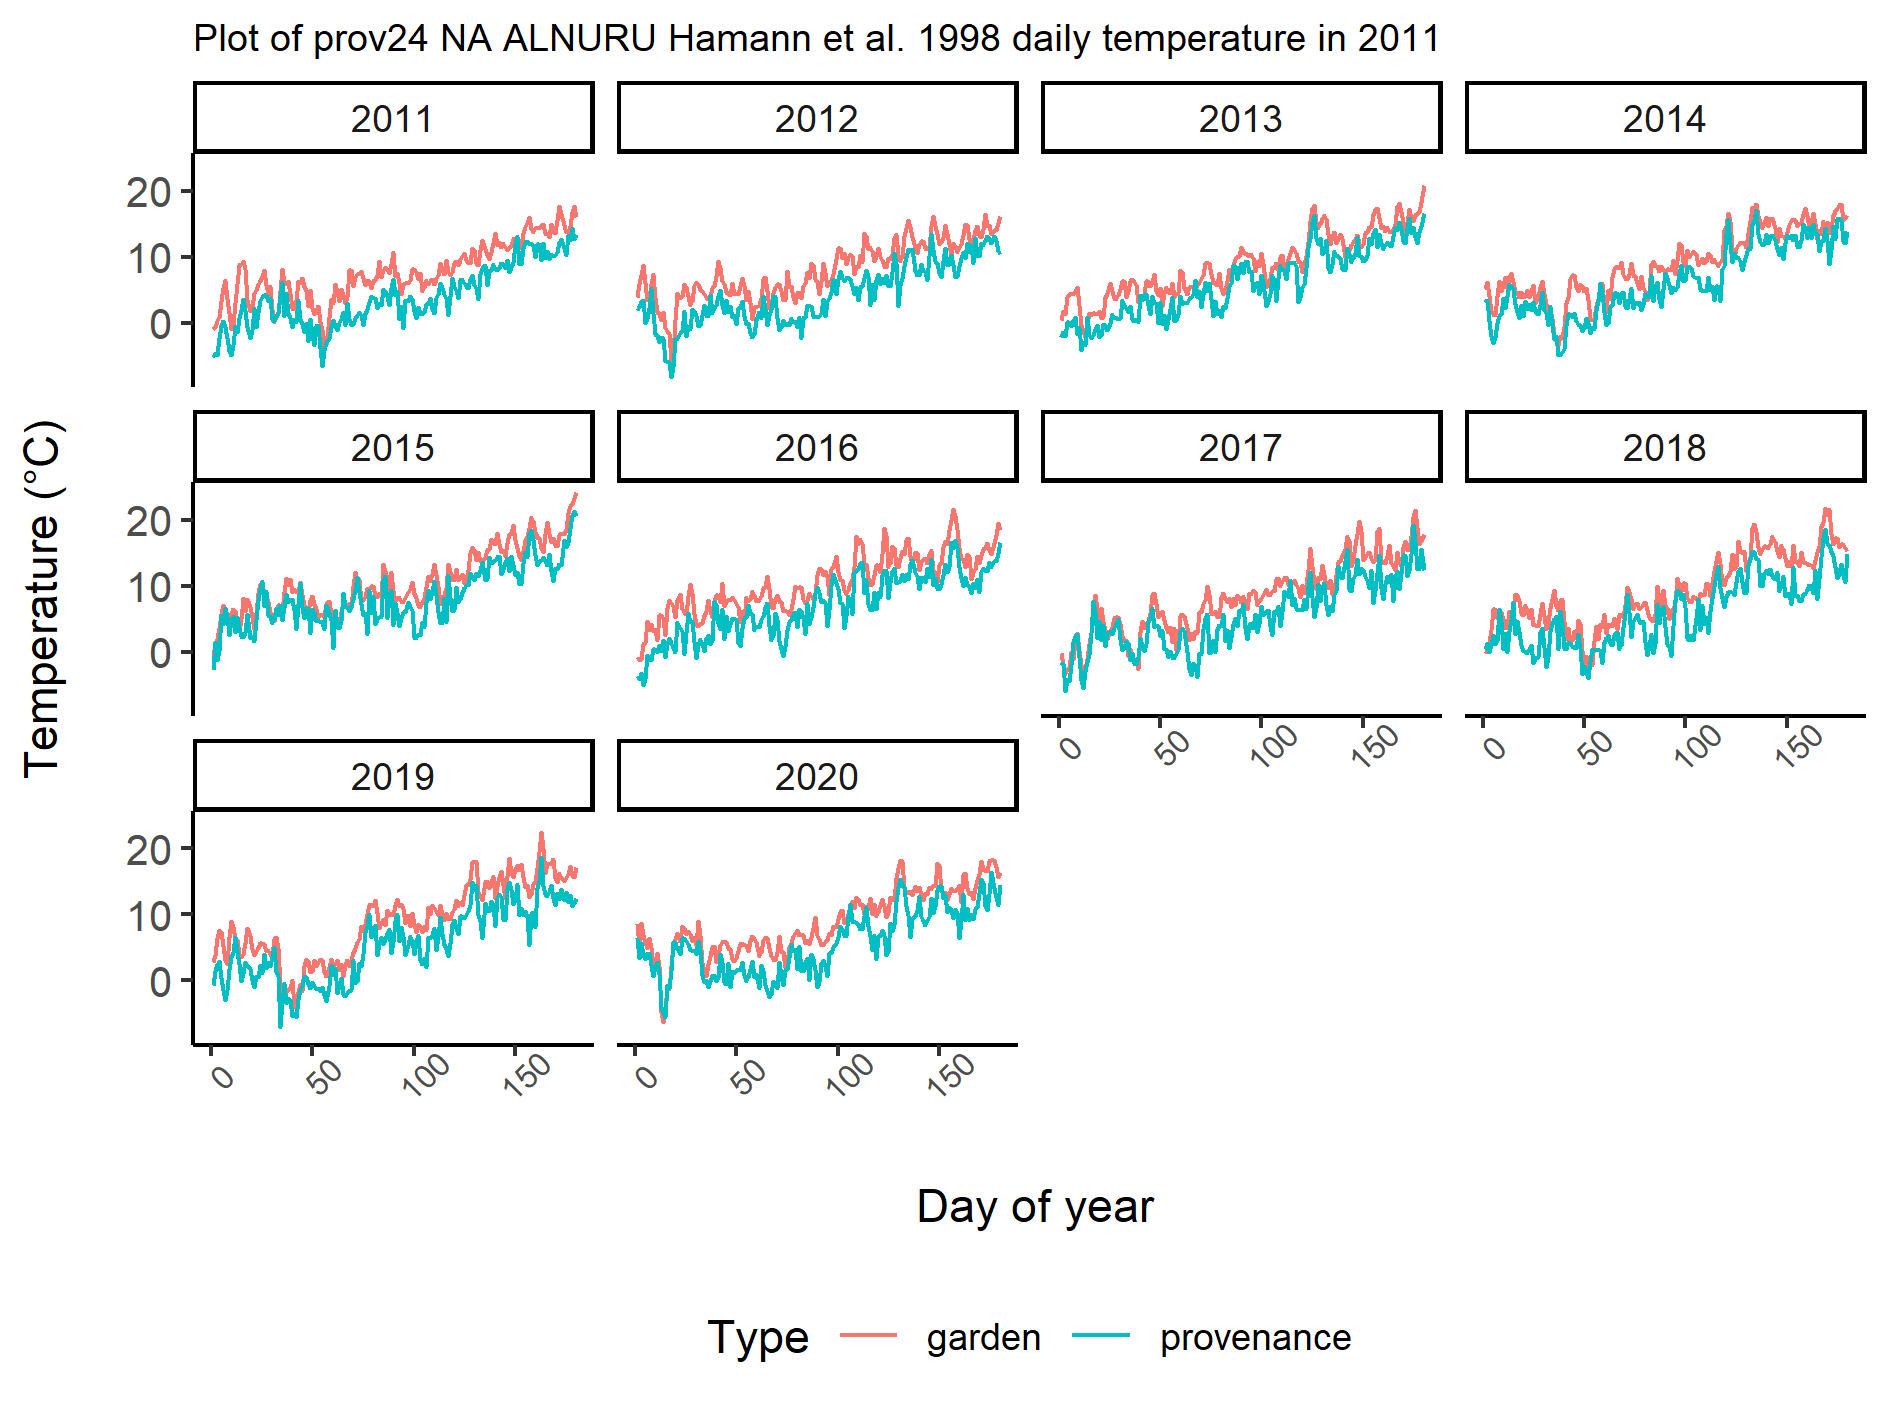 Plot of prov24 NA ALNURU Hamann et al. 1998 daily temperature in 2011
2011 2012 2013 2014
20
10
0
2015 2016 2017 2018
20
10
0
0 50 100 150 0 50 100 150
2019 2020
20
10
0
0 50 100 150 0 50 100 150
Temperature (°C)
Day of year
Type garden provenance